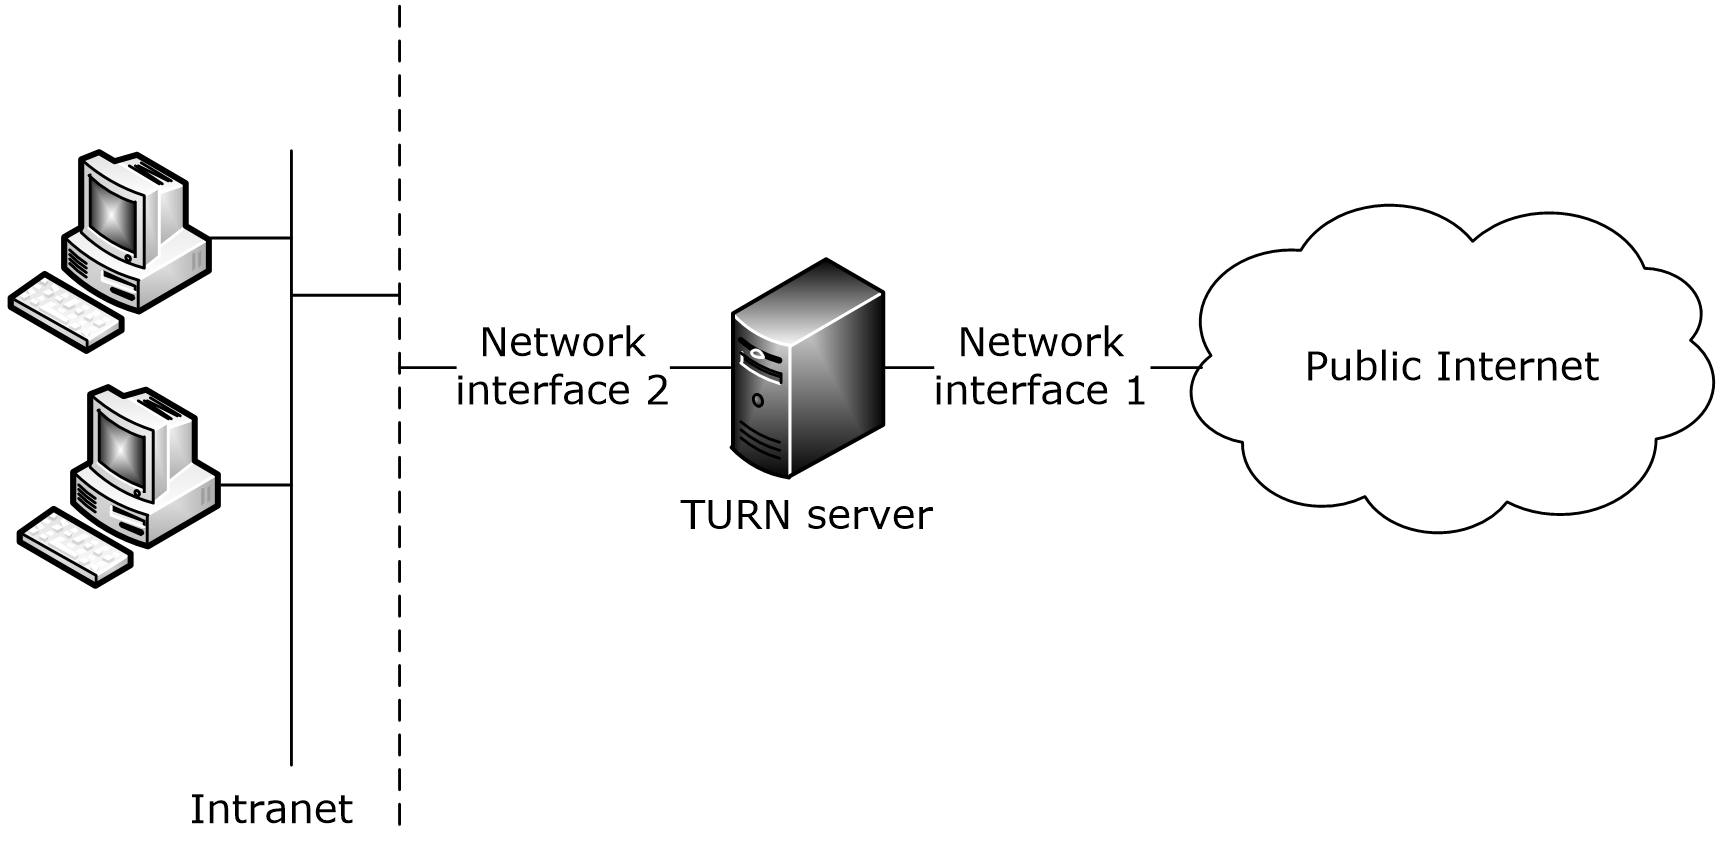 Network
interface 2
Network
interface 1
Public Internet
TURN server
Intranet